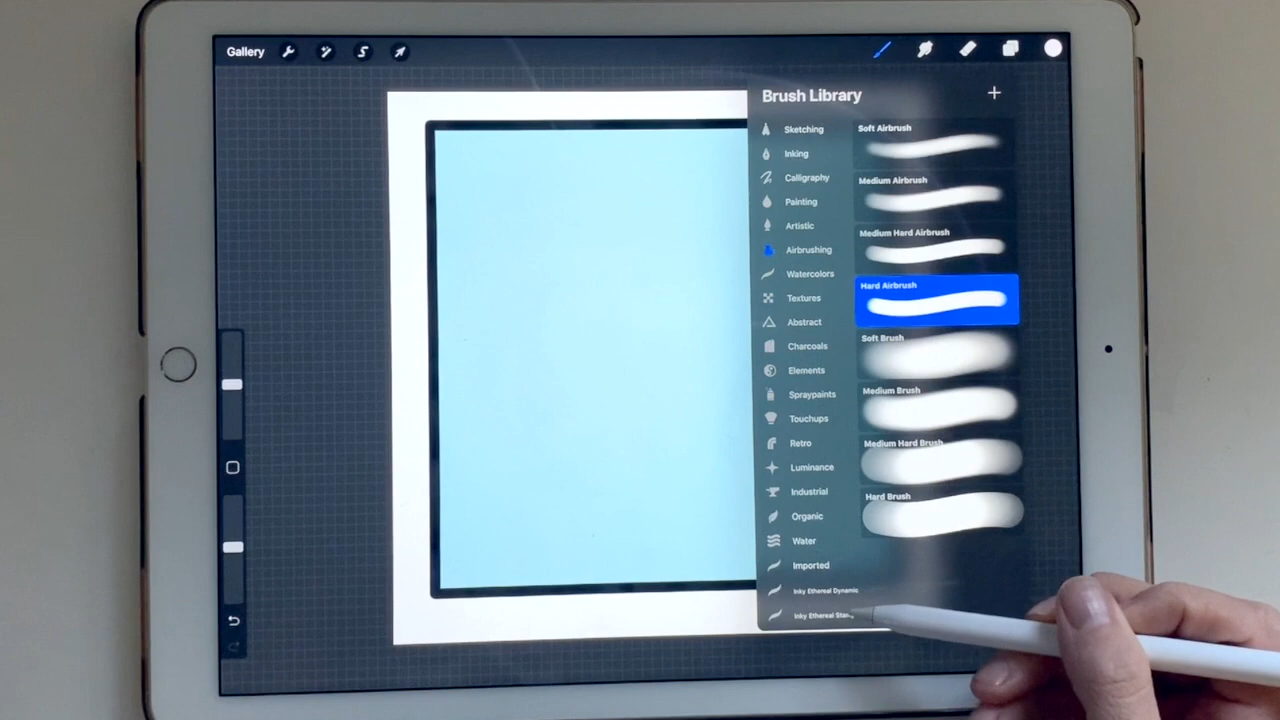 Gallery
Brush Library
Sketching
Inking
Calligraphy
Painting
Artistic
Airbrushing
Watercolors
Textures
Abstract
Charcoals
Elements
Spraypaints
Touchups
Retro
Luminance
Industrial
Organic
Water
Imported
Inky Ethereal Dynamic
Inky Ethereal
Soft Airbrush
Medium Airbrush
Medium Hard Airbrush
Hard Airbrush
Soft Brush
Medium Brush
Medium Hard Brush
Hard Brush